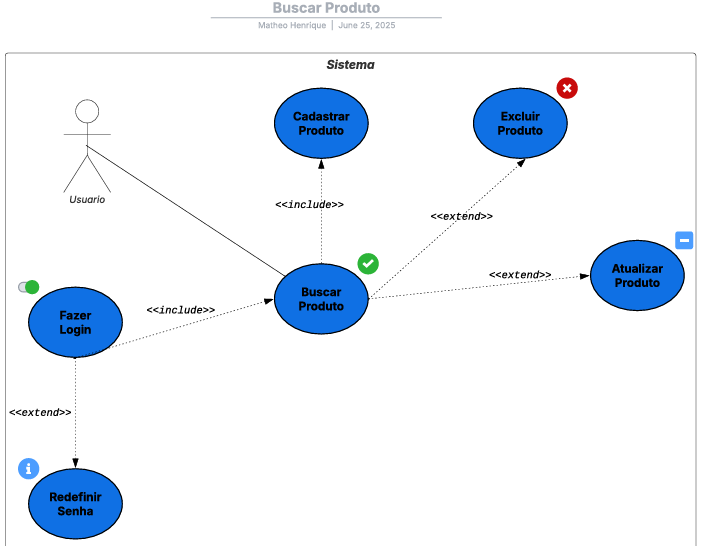 Buscar Produto
Matheo Henrique | June 25, 2025
Sistema
Cadastrar
Produto
Excluir
Produto
Usuario
<<include>>
<<extend>>
Atualizar
Produto
<<extend>>
Buscar
Produto
<<include>>
Fazer
Login
<<extend>>
Redefinir
Senha